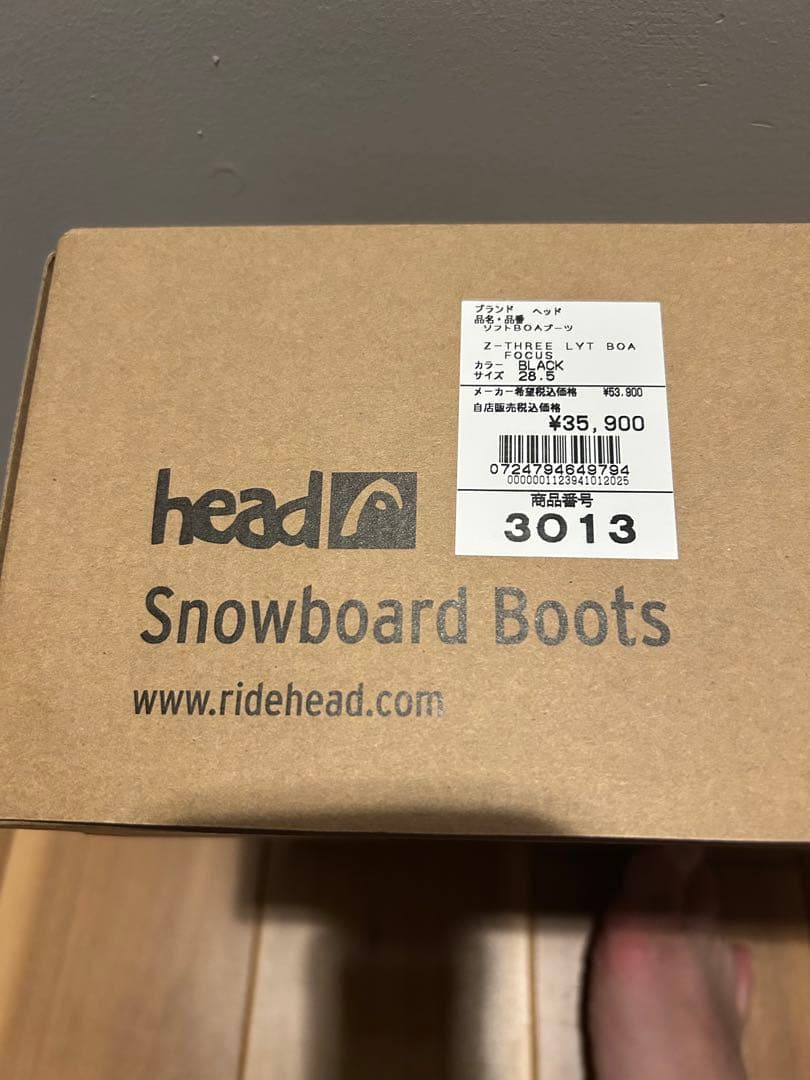 ブランド ヘッド
品名・品番
ソフトBOAブーツ
Z-THREE LYT BOA
FOCUS
カラー BLACK
サイズ 28.5
メーカー希望税込価格 ¥53,900
自店販売税込価格
¥35,900
0724794649794
0000001123941012025
商品番号
3013
head
Snowboard Boots
www.ridehead.com